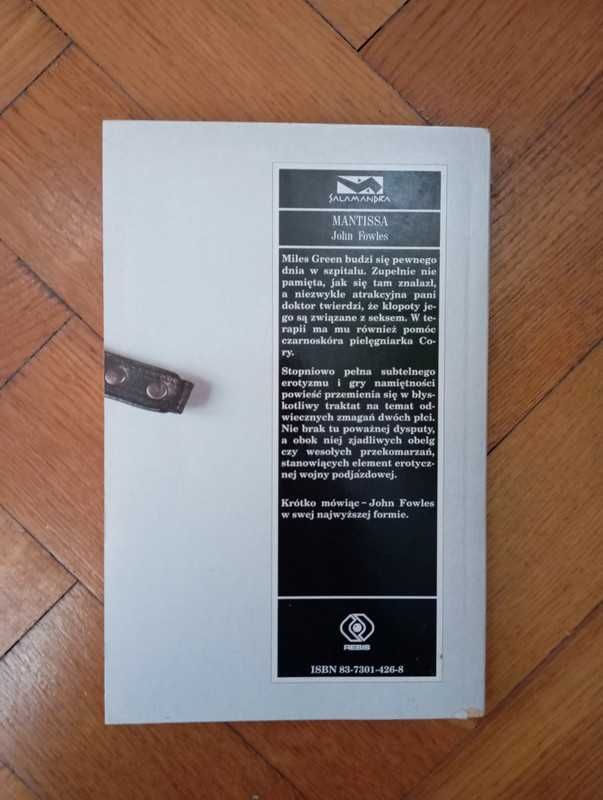 SALAMANDRA
MANTISSA
John Fowles
Miles Green budzi się pewnego
dnia w szpitalu. Zupełnie nie
pamięta, jak się tam znalazł,
a niezwykle atrakcyjna pani
doktor twierdzi, że kłopoty je-
go są związane z seksem. W te-
rapii ma mu również pomóc
czarnoskóra pielęgniarka Co-
ry.
Stopniowo pełna subtelnego
erotyzmu i gry namiętności
powieść przemienia się w błys-
kotliwy traktat na temat od-
wiecznych zmagań dwóch płci.
Nie brak tu poważnej dysputy,
a obok niej zjadliwych obelg
czy wesołych przekomarzań,
stanowiących element erotycz-
nej wojny podjazdowej.
Krótko mówiąc – John Fowles
w swej najwyższej formie.
REBIS
ISBN 83-7301-426-8